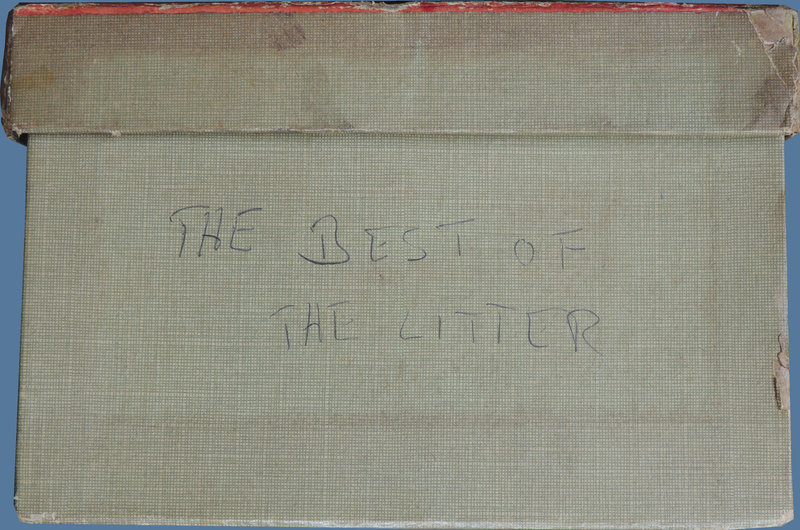 THE BEST OF
THE LITTER